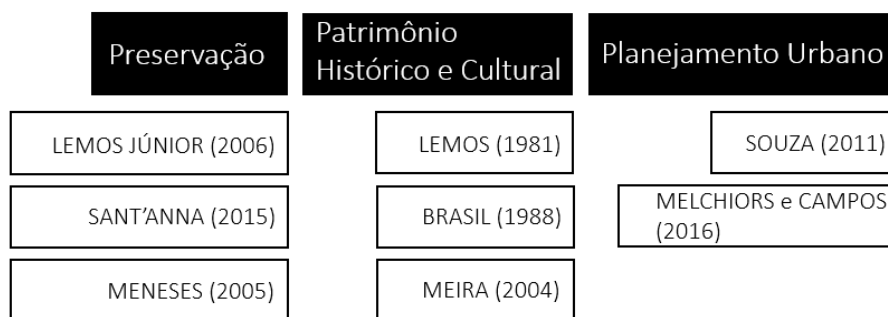 Preservação
Patrimônio
Histórico e Cultural
Planejamento Urbano
LEMOS JÚNIOR (2006)
LEMOS (1981)
SOUZA (2011)
SANT’ANNA (2015)
BRASIL (1988)
MELCHIORS e CAMPOS
(2016)
MENESES (2005)
MEIRA (2004)